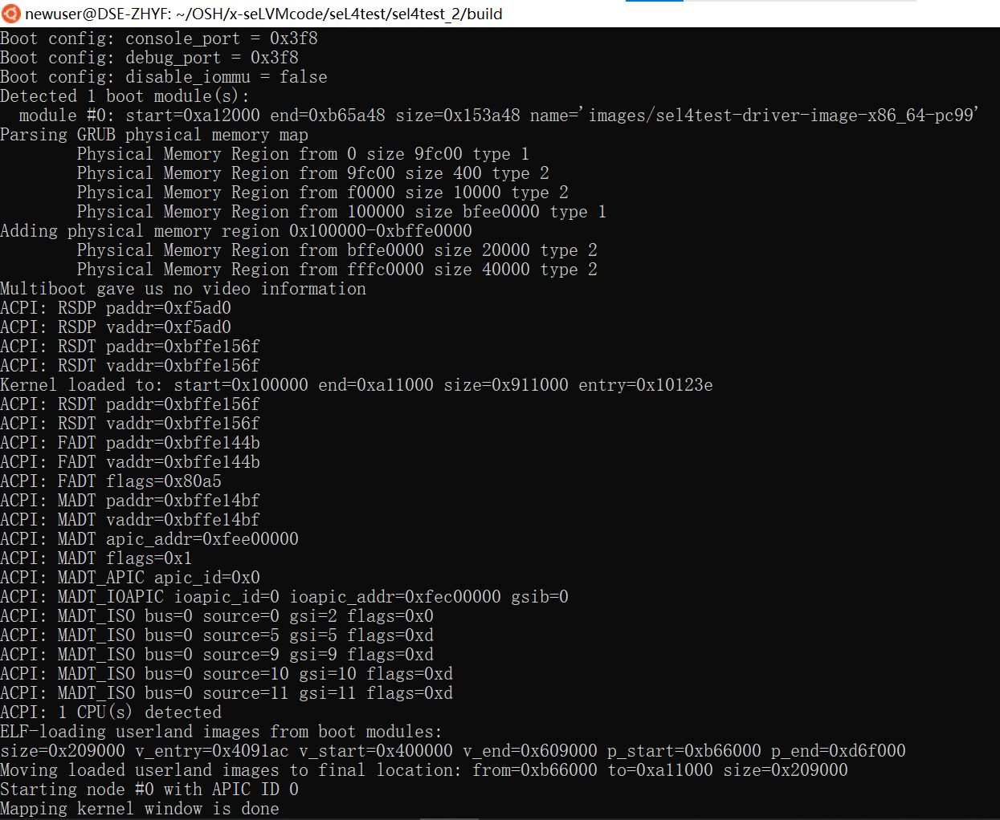 newuser@DSE-ZHYF: ~/OSH/x-seLVMcode/seL4test/sel4test_2/build
Boot config: console_port = 0x3f8
Boot config: debug_port = 0x3f8
Boot config: disable_iommu = false
Detected 1 boot module(s):
  module #0: start=0xa12000 end=0xb65a48 size=0x153a48 name='images/sel4test-driver-image-x86_64-pc99'
Parsing GRUB physical memory map
        Physical Memory Region from 0 size 9fc00 type 1
        Physical Memory Region from 9fc00 size 400 type 2
        Physical Memory Region from f0000 size 10000 type 2
        Physical Memory Region from 100000 size bfee0000 type 1
Adding physical memory region 0x100000-0xbffe0000
        Physical Memory Region from bffe0000 size 20000 type 2
        Physical Memory Region from fffc0000 size 40000 type 2
Multiboot gave us no video information
ACPI: RSDP paddr=0xf5ad0
ACPI: RSDP vaddr=0xf5ad0
ACPI: RSDT paddr=0xbffe156f
ACPI: RSDT vaddr=0xbffe156f
Kernel loaded to: start=0x100000 end=0xa11000 size=0x911000 entry=0x10123e
ACPI: RSDT paddr=0xbffe156f
ACPI: RSDT vaddr=0xbffe156f
ACPI: FADT paddr=0xbffe144b
ACPI: FADT vaddr=0xbffe144b
ACPI: FADT flags=0x80a5
ACPI: MADT paddr=0xbffe14bf
ACPI: MADT vaddr=0xbffe14bf
ACPI: MADT apic_addr=0xfee00000
ACPI: MADT flags=0x1
ACPI: MADT_APIC apic_id=0x0
ACPI: MADT_IOAPIC ioapic_id=0 ioapic_addr=0xfec00000 gsib=0
ACPI: MADT_ISO bus=0 source=0 gsi=2 flags=0x0
ACPI: MADT_ISO bus=0 source=5 gsi=5 flags=0xd
ACPI: MADT_ISO bus=0 source=9 gsi=9 flags=0xd
ACPI: MADT_ISO bus=0 source=10 gsi=10 flags=0xd
ACPI: MADT_ISO bus=0 source=11 gsi=11 flags=0xd
ACPI: 1 CPU(s) detected
ELF-loading userland images from boot modules:
size=0x209000 v_entry=0x4091ac v_start=0x400000 v_end=0x609000 p_start=0xb66000 p_end=0xd6f000
Moving loaded userland images to final location: from=0xb66000 to=0xa11000 size=0x209000
Starting node #0 with APIC ID 0
Mapping kernel window is done